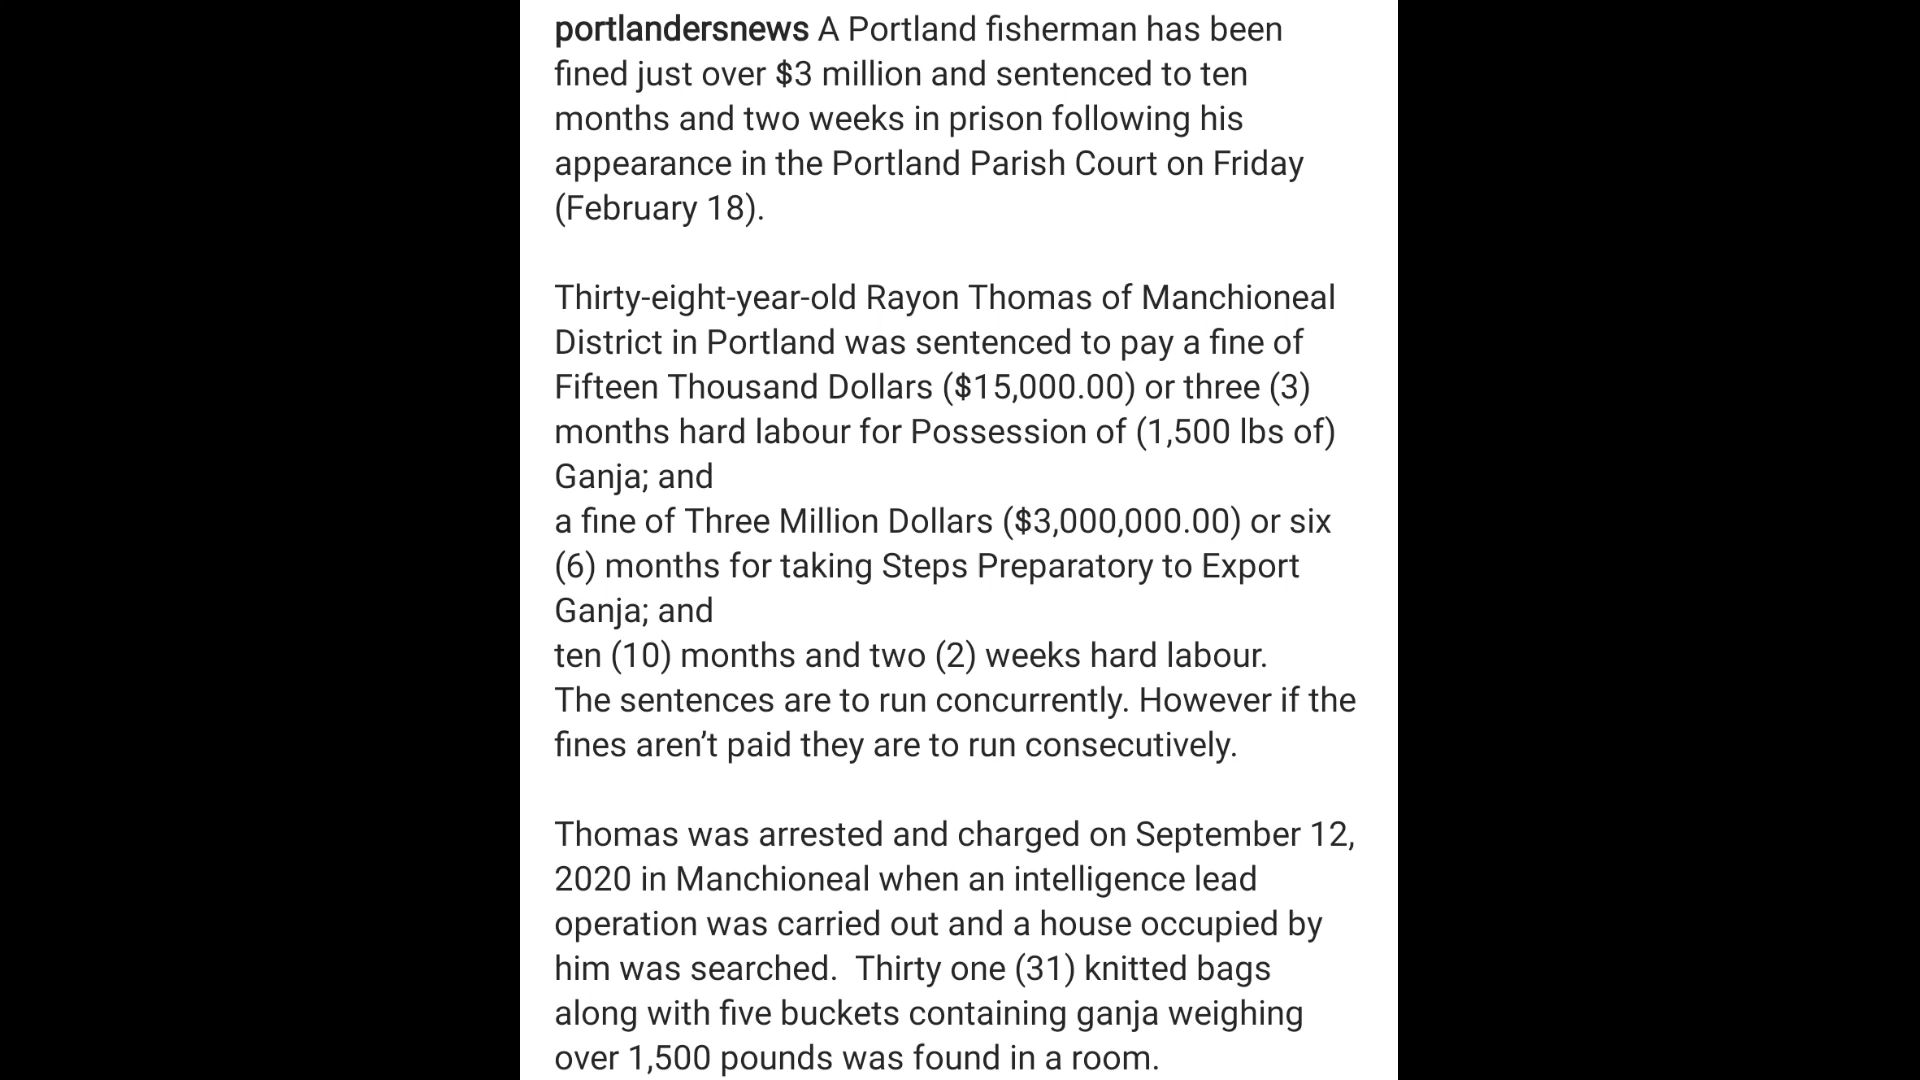 portlandersnews A Portland fisherman has been
fined just over $3 million and sentenced to ten
months and two weeks in prison following his
appearance in the Portland Parish Court on Friday
(February 18).
Thirty-eight-year-old Rayon Thomas of Manchioneal
District in Portland was sentenced to pay a fine of
Fifteen Thousand Dollars ($15,000.00) or three (3)
months hard labour for Possession of (1,500 lbs of)
Ganja; and
a fine of Three Million Dollars ($3,000,000.00) or six
(6) months for taking Steps Preparatory to Export
Ganja; and
ten (10) months and two (2) weeks hard labour.
The sentences are to run concurrently. However if the
fines aren’t paid they are to run consecutively.
Thomas was arrested and charged on September 12,
2020 in Manchioneal when an intelligence lead
operation was carried out and a house occupied by
him was searched.  Thirty one (31) knitted bags
along with five buckets containing ganja weighing
over 1,500 pounds was found in a room.